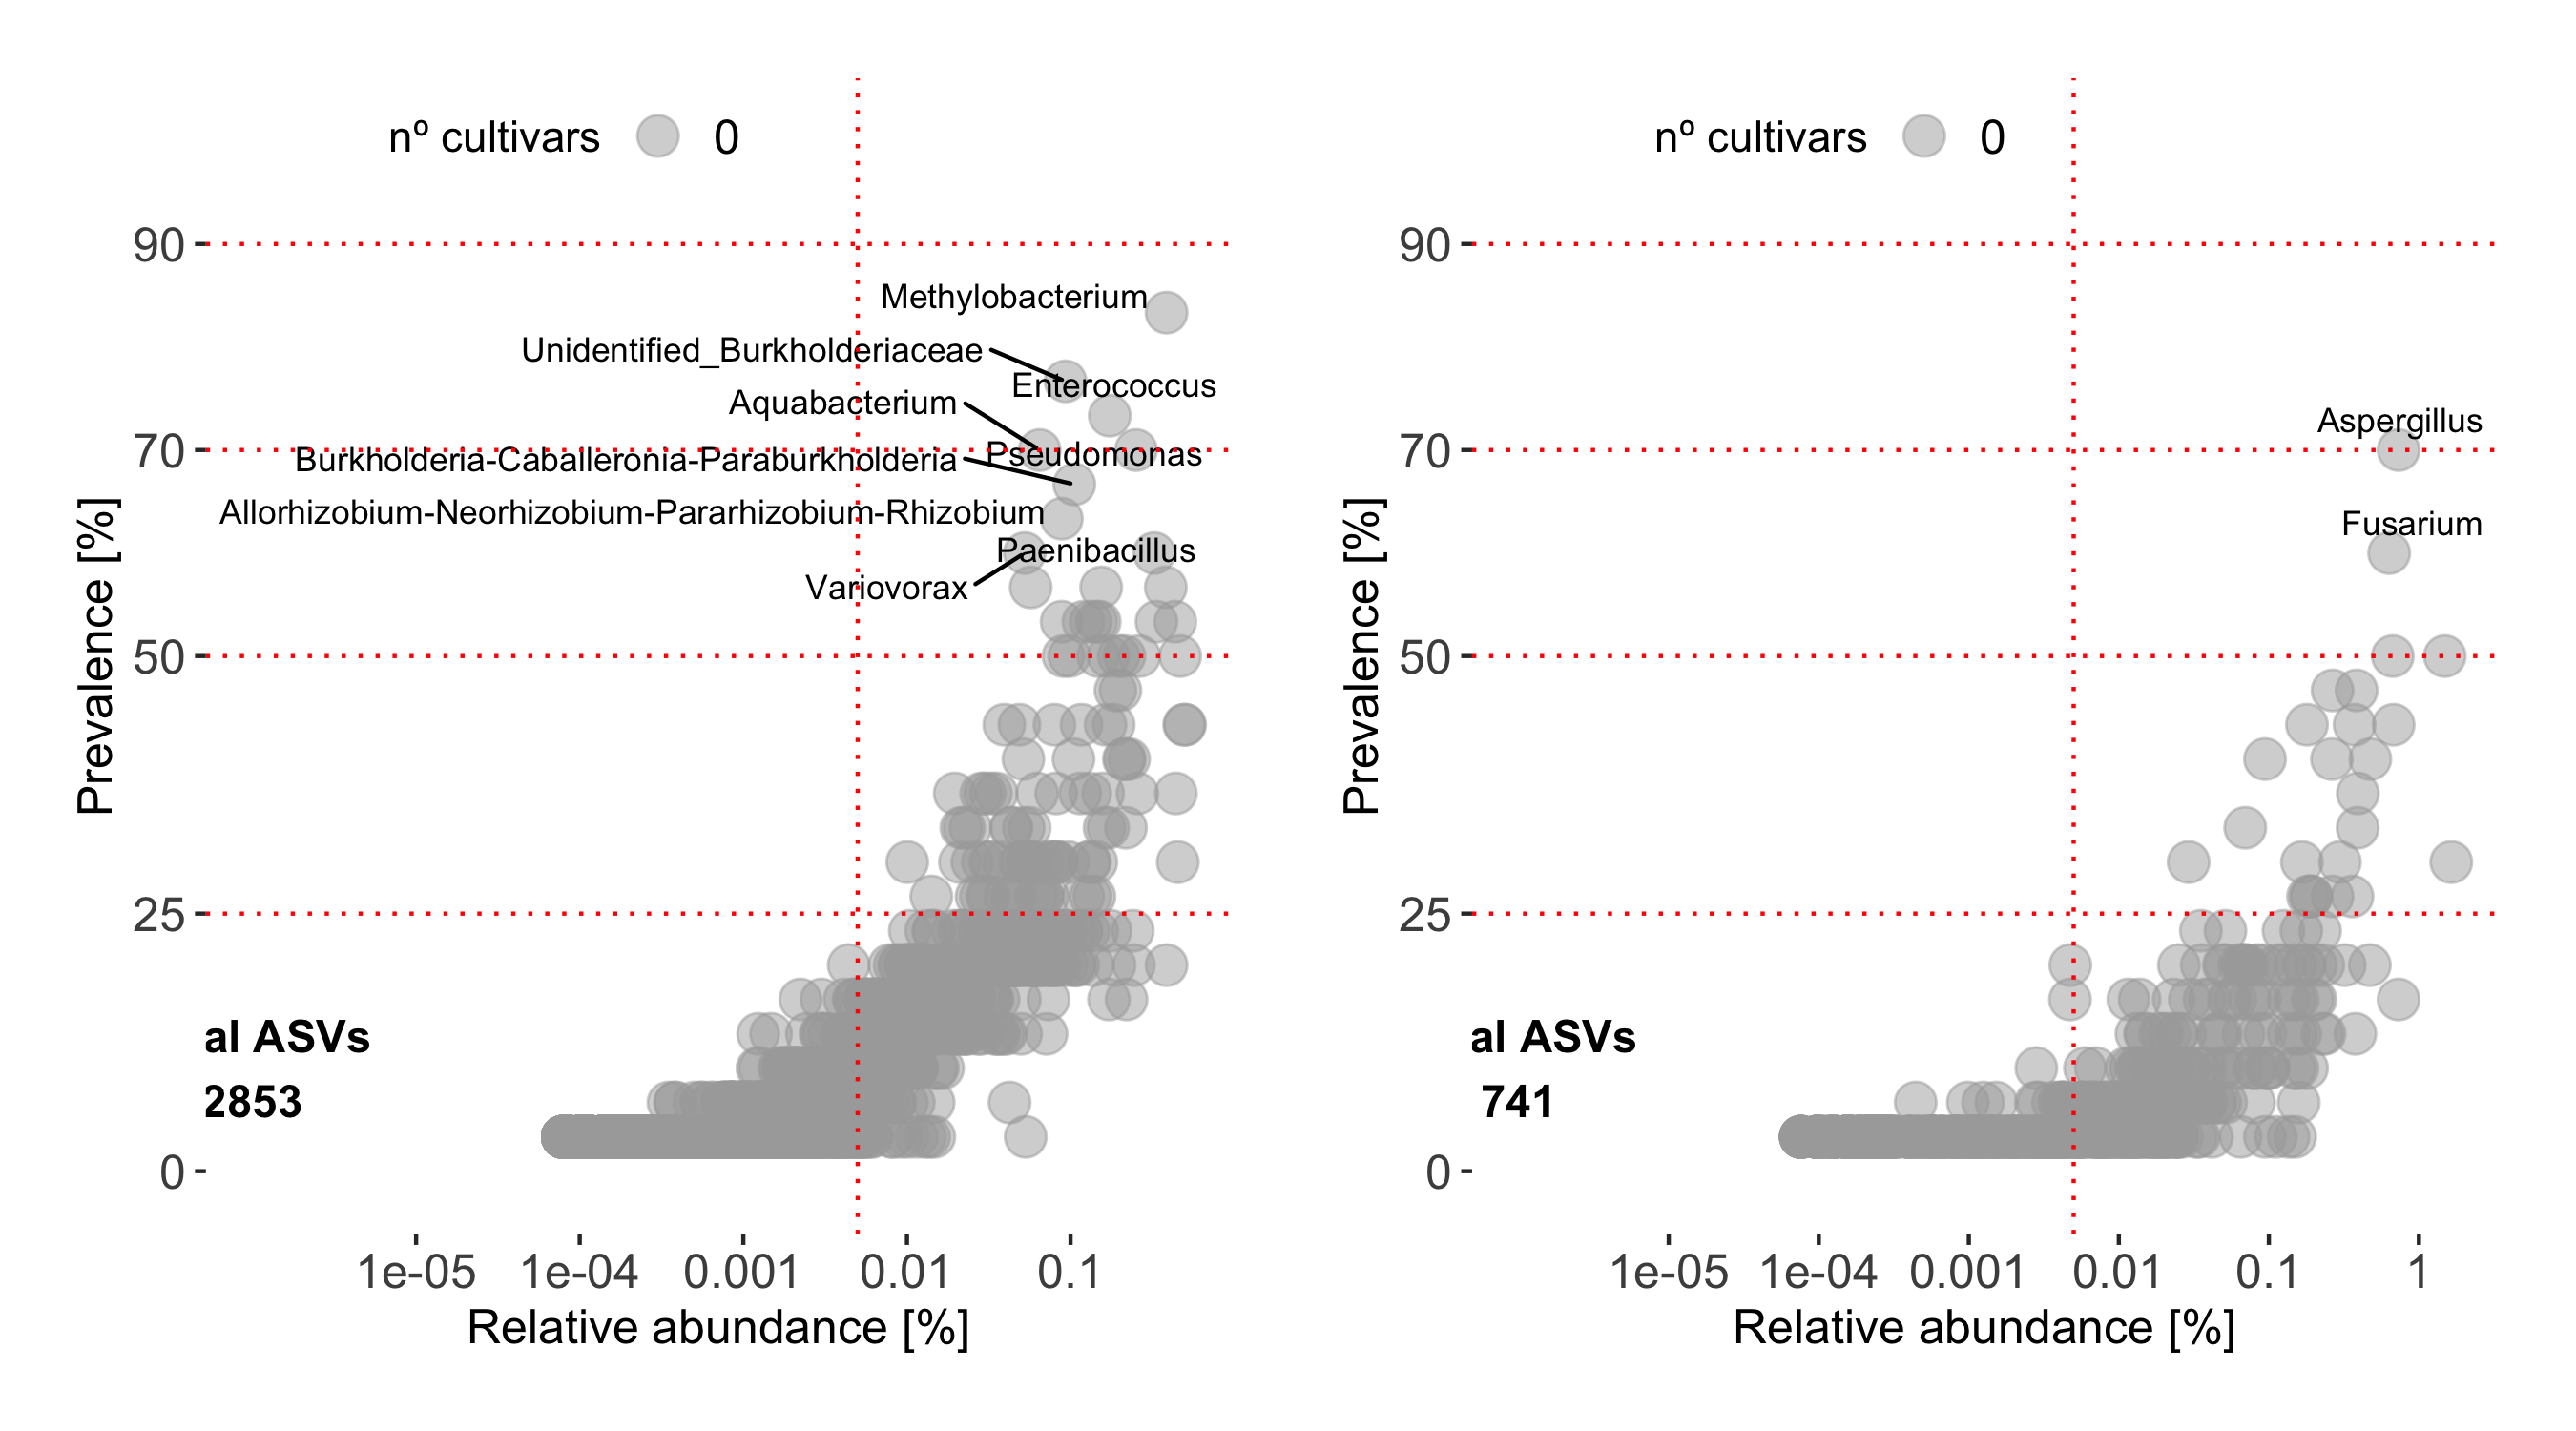 nº cultivars 0
90
Methylobacterium
Unidentified_Burkholderiaceae
Enterococcus
Aquabacterium
70
Pseudomonas
Burkholderia-Caballeronia-Paraburkholderia
Allorhizobium-Neorhizobium-Pararhizobium-Rhizobium
Paenibacillus
Variovorax
Prevalence [%]
50
25
al ASVs
2853
0
1e-05 1e-04 0.001 0.01 0.1
Relative abundance [%]
nº cultivars 0
90
Aspergillus
70
Fusarium
Prevalence [%]
50
25
al ASVs
741
0
1e-05 1e-04 0.001 0.01 0.1 1
Relative abundance [%]